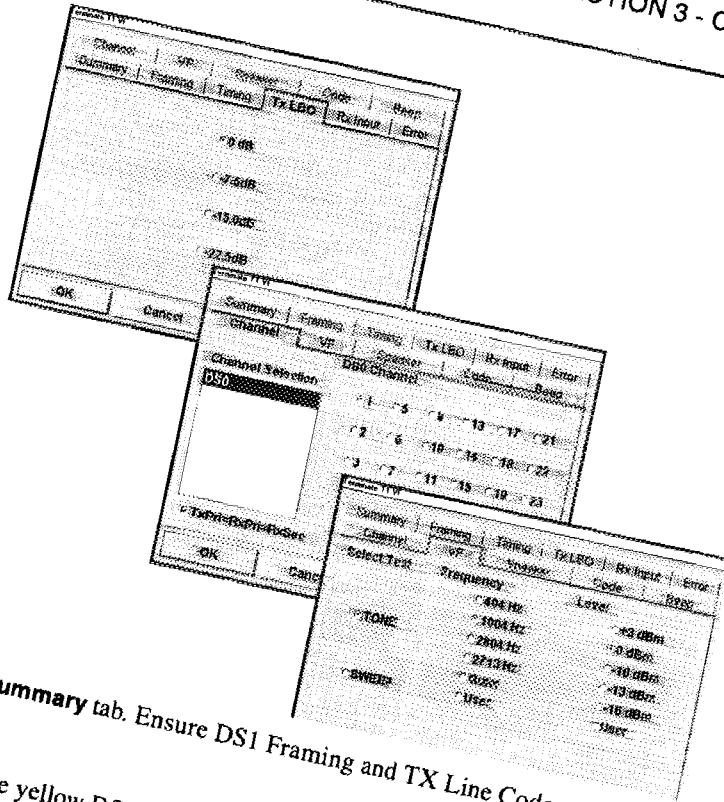 CTION 3 - C
Channel VF Speaker Code Beep
Summary Framing Timing Tx LBO Rx Input Error
0 dB
-7.5dB
-15.0dB
-22.5dB
OK Cancel
Summary Framing Timing Tx LBO Rx Input Error
Channel VF Speaker Code Beep
Channel Selection DS0 Channel
DS0
1 5 9 13 17 21
2 6 10 14 18 22
3 7 11 15 19 23
TxPri=RxPri=RxSec
OK Canc
Summary Framing Timing Tx LBO Rx Input Error
Channel VF Speaker Code Beep
Select Test Frequency Level
404 Hz +3 dBm
TONE 1004 Hz 0 dBm
2804 Hz -10 dBm
2713 Hz -13 dBm
SWEEP -16 dBm
User User
ummary tab. Ensure DS1 Framing and TX Line Code
e yellow